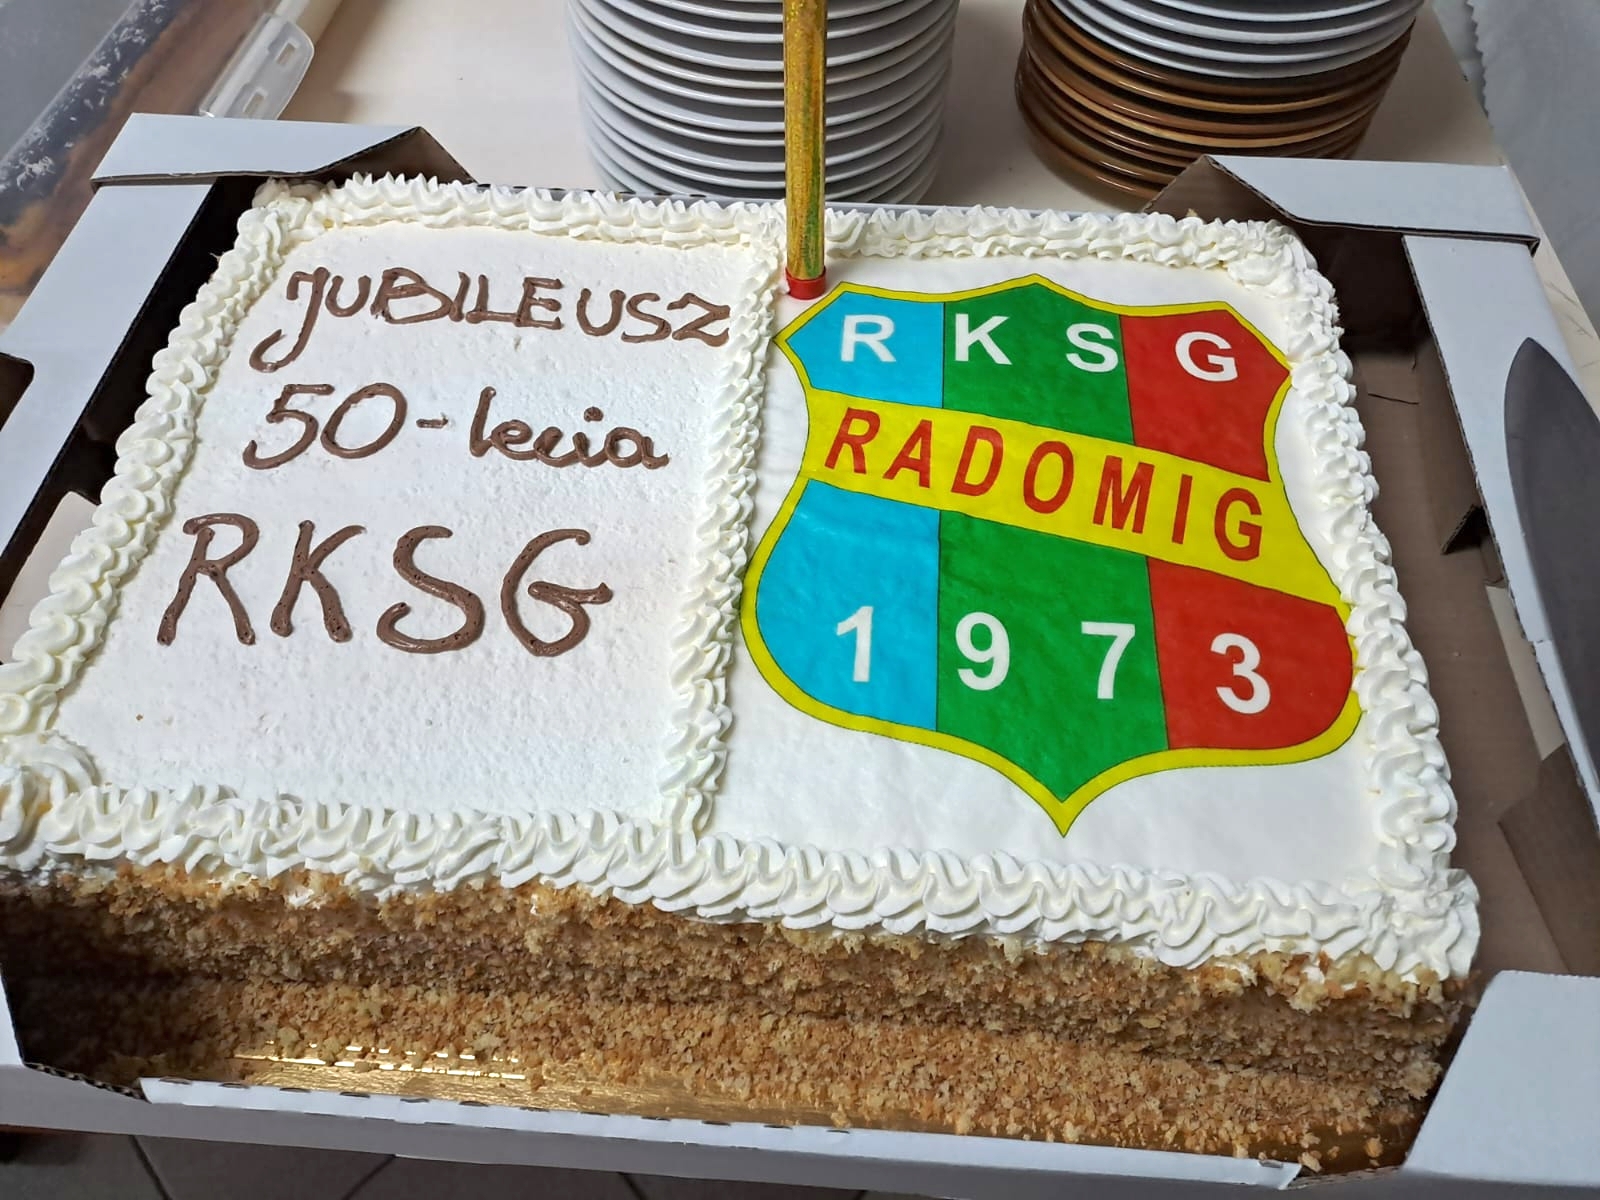 JUBILEUSZ
50-lecia
RKSG
RKSG
RADOMIG
1973